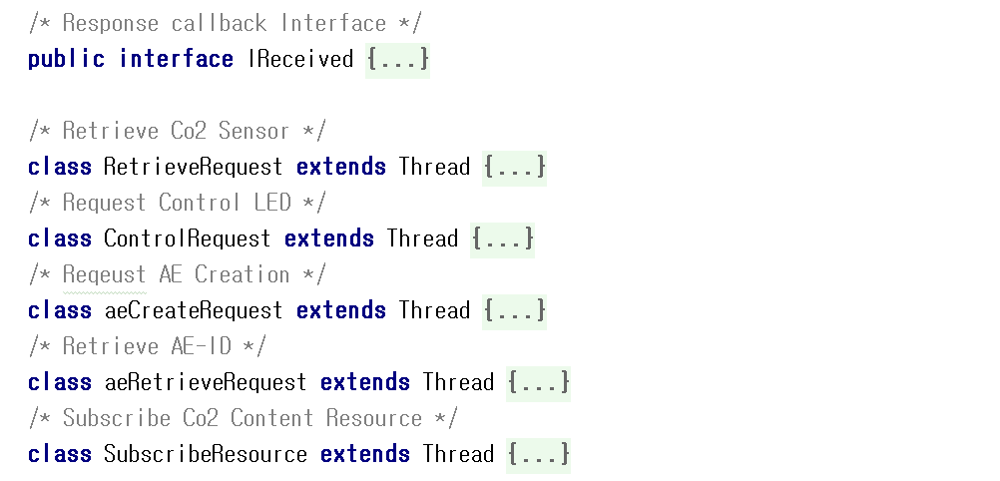 /* Response callback Interface */
public interface IReceived {...}
/* Retrieve Co2 Sensor */
class RetrieveRequest extends Thread {...}
/* Request Control LED */
class ControlRequest extends Thread {...}
/* Reqeust AE Creation */
class aeCreateRequest extends Thread {...}
/* Retrieve AE-ID */
class aeRetrieveRequest extends Thread {...}
/* Subscribe Co2 Content Resource */
class SubscribeResource extends Thread {...}